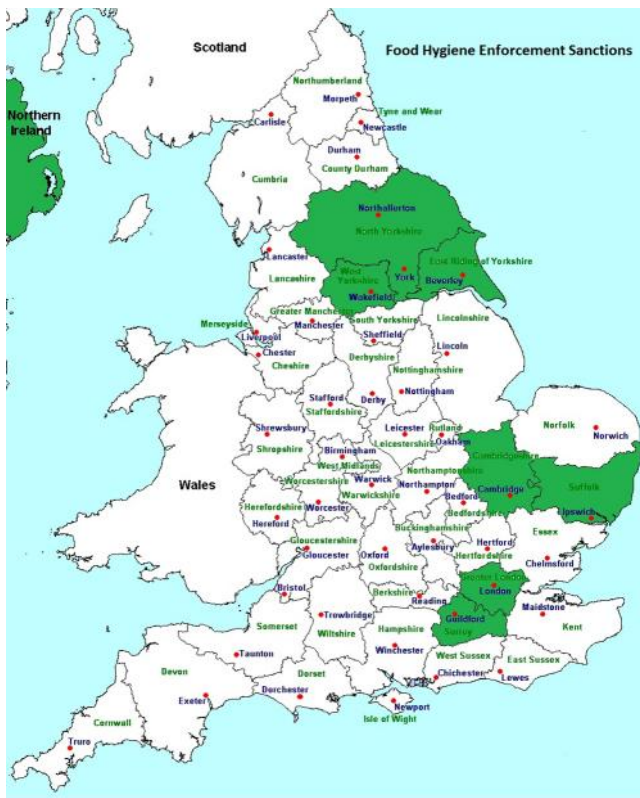 Scotland
Food Hygiene Enforcement Sanctions
Northumberland
Morpeth
Northern
Ireland
Tyne and Wear
Carlisle
Newcastle
Durham
County Durham
Cumbria
Northallurton
North Yorkshire
Lancaster
East Riding of Yorkshire
West
Yorkshire
York
Beverley
Lancashire
Wakefield
Greater Manchester
South Yorkshire
Lincolnshire
Merseyside
Manchester
Liverpool
Sheffield
Chester
Derbyshire
Lincoln
Cheshire
Nottinghamshire
Stafford
Derby
Nottingham
Staffordshire
Shrewsbury
Leicester
Rutland
Norfolk
Norwich
Oakham
Shropshire
Leicestershire
Birmingham
Cambridgeshire
West Midlands
Northamptonshire
Wales
Worcestershire
Warwick
Northampton
Suffolk
Warwickshire
Bedford
Cambridge
Herefordshire
Worcester
Bedfordshire
Ipswich
Hereford
Buckinghamshire
Essex
Gloucestershire
Hertford
Gloucester
Oxford
Aylesbury
Hertfordshire
Chelmsford
Oxfordshire
Greater London
Bristol
Berkshire
Reading
London
Trowbridge
Guildford
Maidstone
Somerset
Wiltshire
Hampshire
Surrey
Kent
Winchester
Taunton
West Sussex
East Sussex
Devon
Dorset
Chichester
Lowes
Exeter
Dorchester
Newport
Cornwall
Isle of Wight
Truro